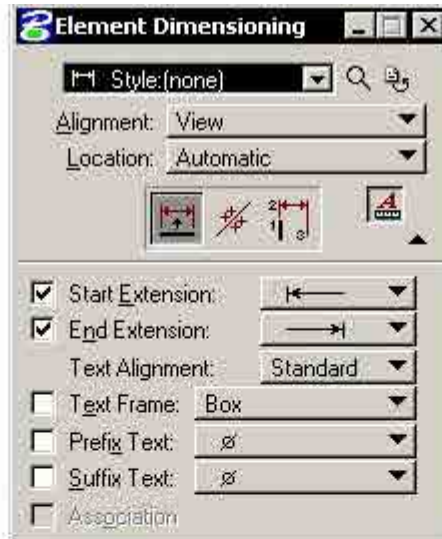 Element Dimensioning
Style:(none)
Alignment: View
Location: Automatic
Start Extension:
End Extension:
Text Alignment: Standard
Text Frame: Box
Prefix Text: ø
Suffix Text: ø
Association